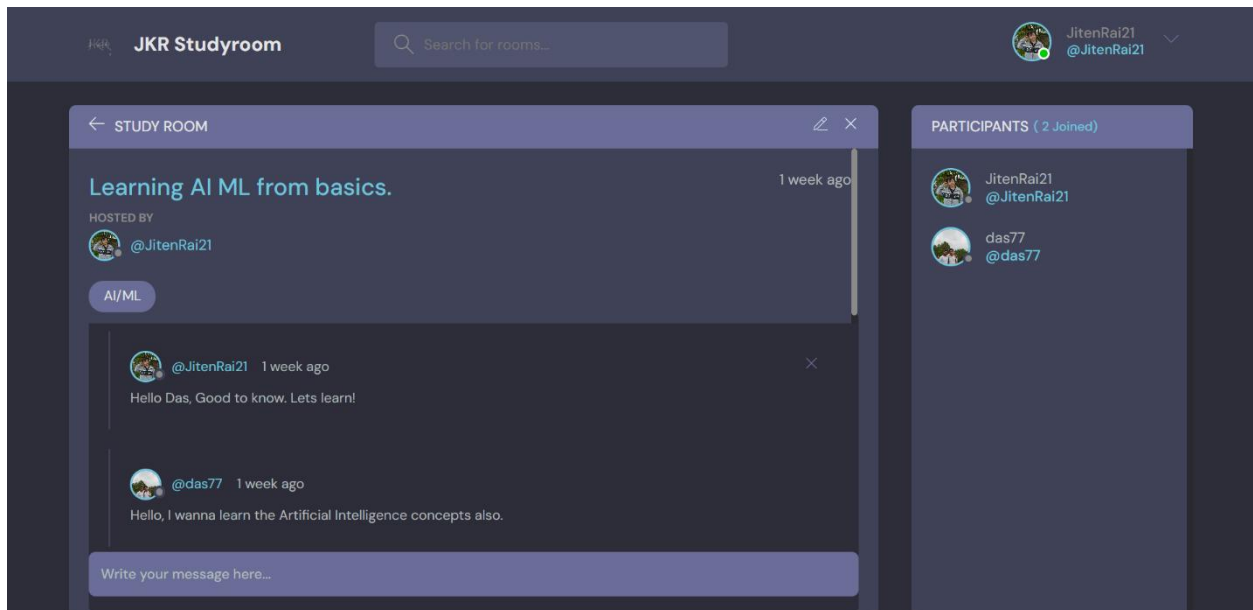 JKR Studyroom
Search for rooms...
JitenRai21
@JitenRai21
STUDY ROOM
Learning AI ML from basics.
1 week ago
HOSTED BY
@JitenRai21
AI/ML
@JitenRai21 1 week ago
Hello Das, Good to know. Lets learn!
@das77 1 week ago
Hello, I wanna learn the Artificial Intelligence concepts also.
Write your message here...
PARTICIPANTS ( 2 Joined)
JitenRai21
@JitenRai21
das77
@das77